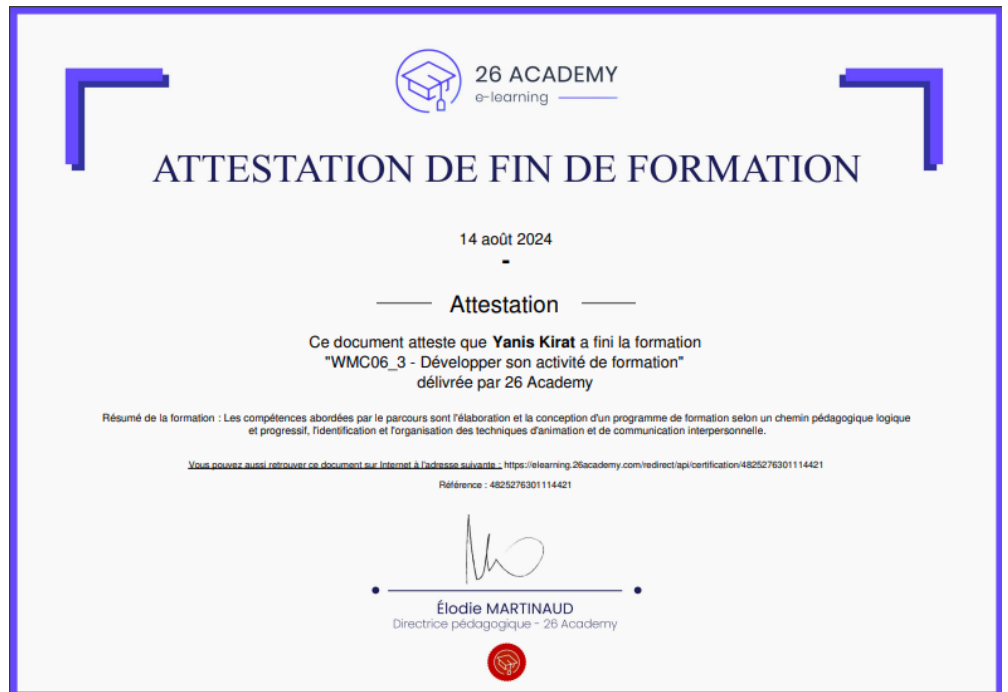 26 ACADEMY
e-learning
ATTESTATION DE FIN DE FORMATION
14 août 2024
-
Attestation
Ce document atteste que Yanis Kirat a fini la formation
"WMC06_3 - Développer son activité de formation"
délivrée par 26 Academy
Résumé de la formation : Les compétences abordées par le parcours sont l'élaboration et la conception d'un programme de formation selon un chemin pédagogique logique
et progressif, l'identification et l'organisation des techniques d'animation et de communication interpersonnelle.
Vous pouvez aussi retrouver ce document sur Internet à l'adresse suivante : https://elearning.26academy.com/redirect/api/certification/4825276301114421
Référence : 4825276301114421
Élodie MARTINAUD
Directrice pédagogique - 26 Academy